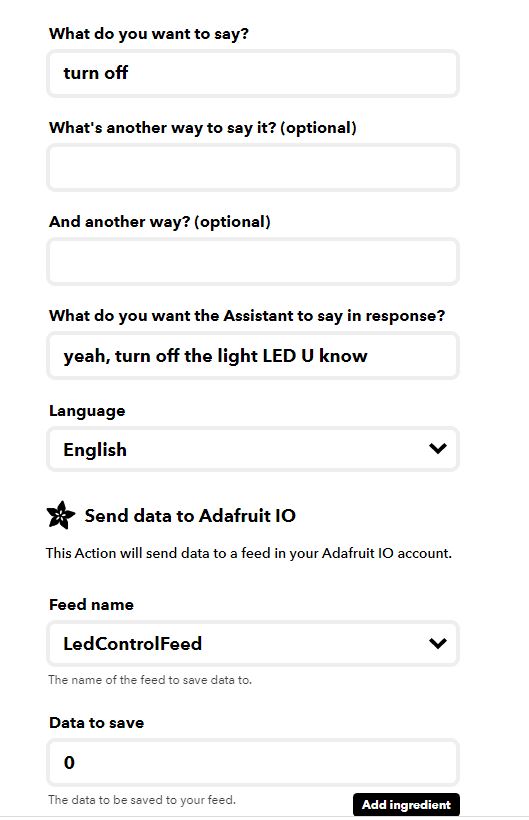 What do you want to say?
turn off
What's another way to say it? (optional)
And another way? (optional)
What do you want the Assistant to say in response?
yeah, turn off the light LED U know
Language
English
Send data to Adafruit IO
This Action will send data to a feed in your Adafruit IO account.
Feed name
LedControlFeed
The name of the feed to save data to.
Data to save
0
The data to be saved to your feed.
Add ingredient